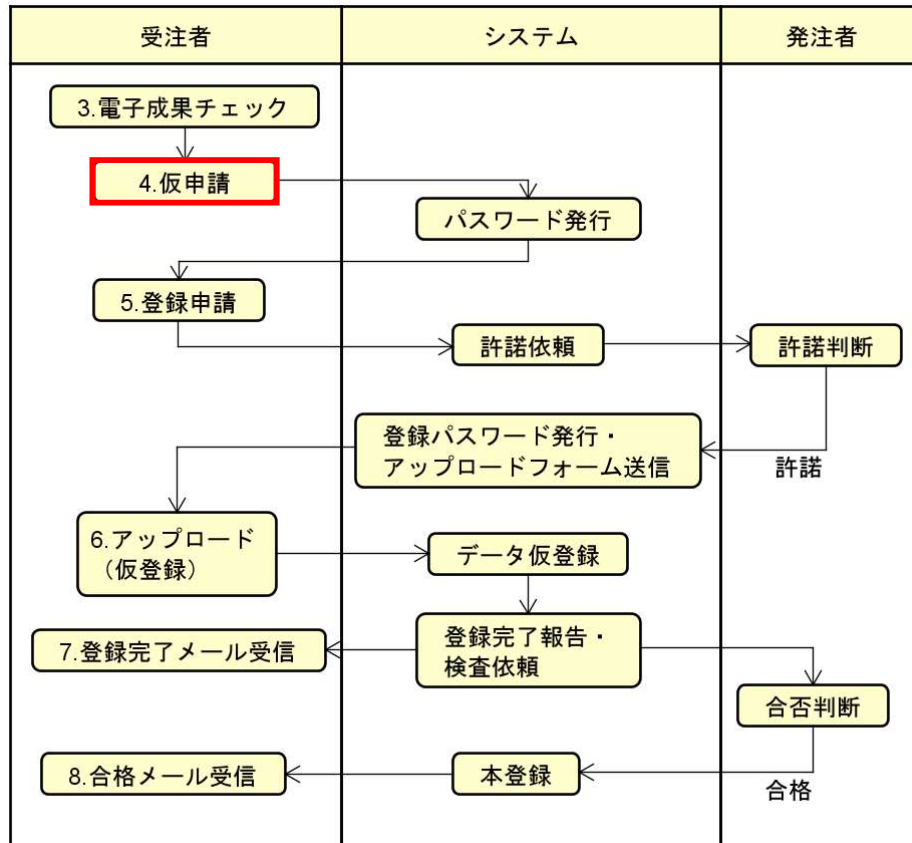 受注者
システム
発注者
3.電子成果チェック
4.仮申請
パスワード発行
5.登録申請
許諾依頼
許諾判断
登録パスワード発行・
アップロードフォーム送信
許諾
6.アップロード
（仮登録）
データ仮登録
7.登録完了メール受信
登録完了報告・
検査依頼
合否判断
8.合格メール受信
本登録
合格